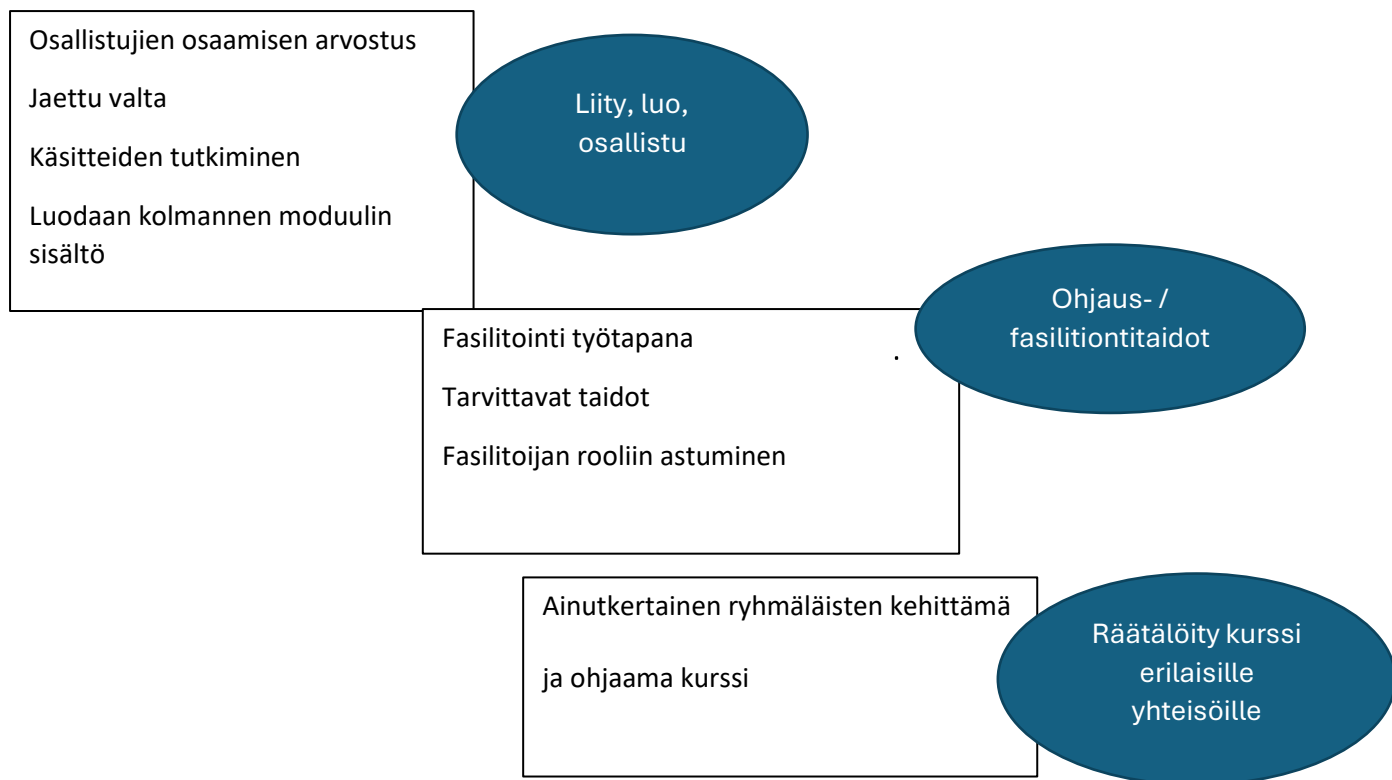 Osallistujien osaamisen arvostus
Jaettu valta
Käsitteiden tutkiminen
Luodaan kolmannen moduulin
sisältö
Liity, luo,
osallistu
Fasilitointi työtapana
.
Tarvittavat taidot
Fasilitoijan rooliin astuminen
Ohjaus- /
fasilitiontitaidot
Ainutkertainen ryhmäläisten kehittämä
ja ohjaama kurssi
Räätälöity kurssi
erilaisille
yhteisöille